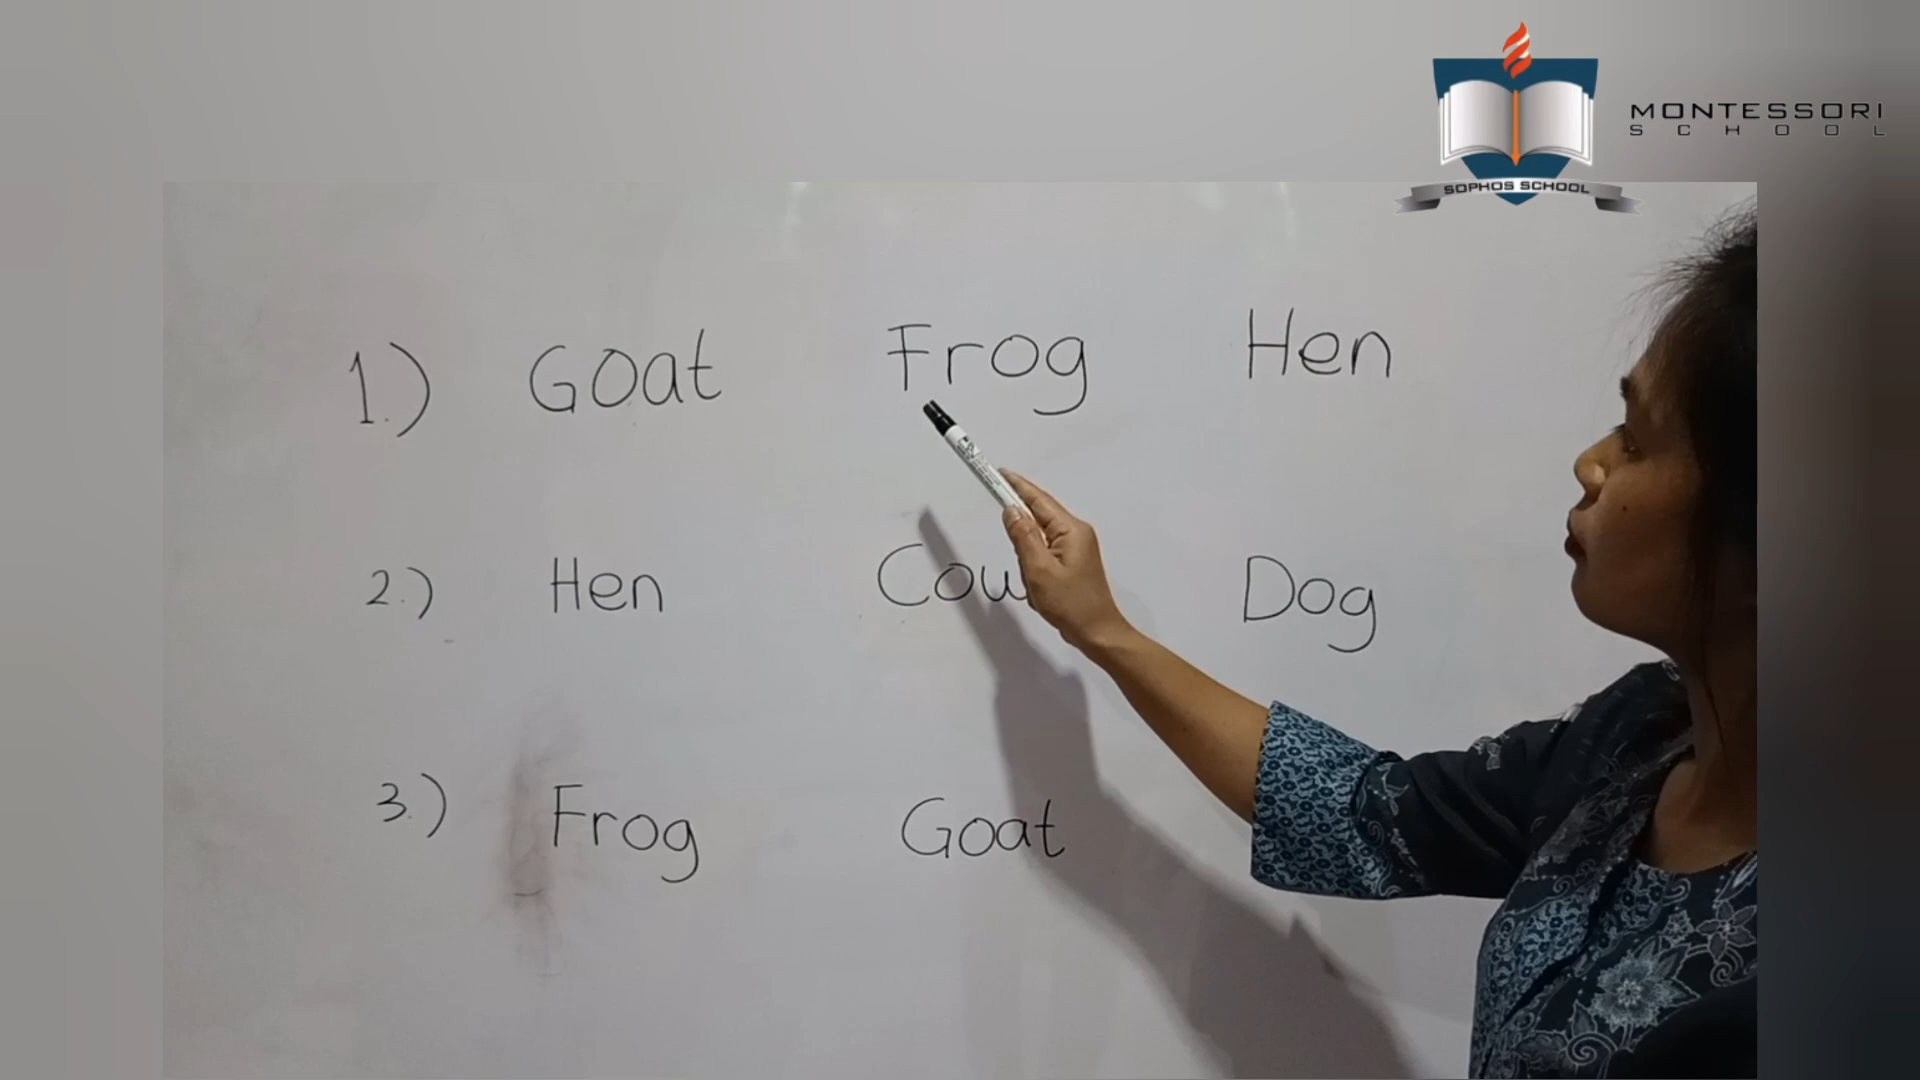 MONTESSORI
SCHOOL
SOPHOS SCHOOL
1.) Goat Frog Hen
2.) Hen Cow Dog
3.) Frog Goat